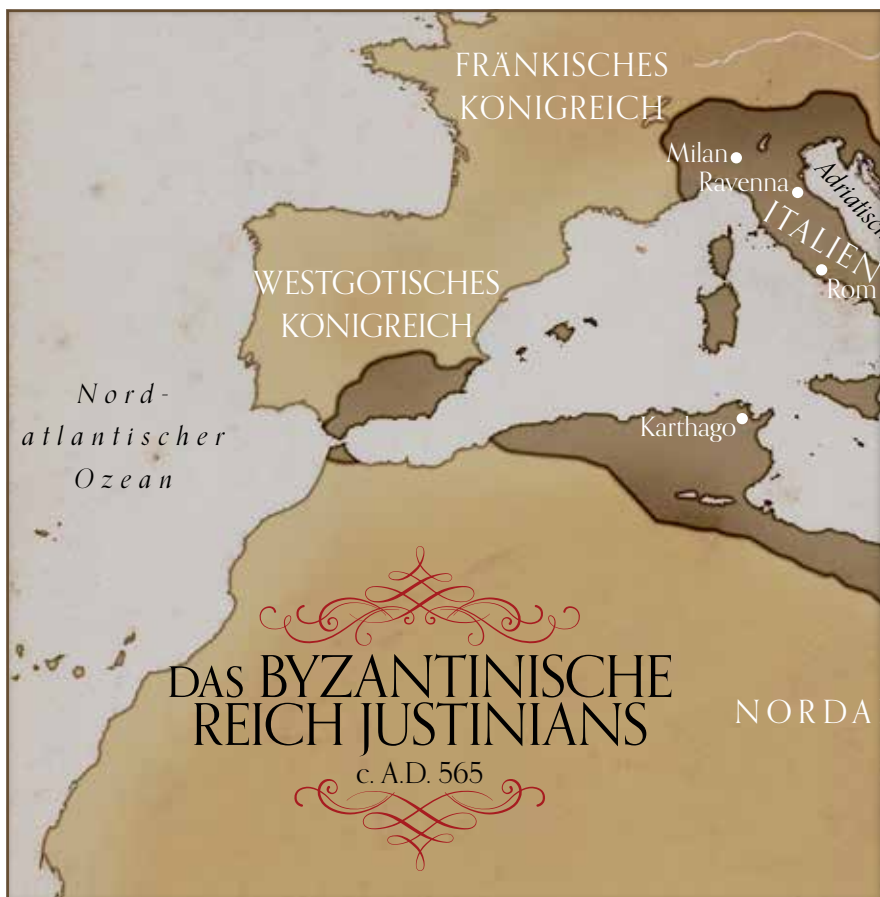 FRÄNKISCHES
KÖNIGREICH
Milan
Ravenna
Adriatisch
ITALIEN
Rom
WESTGOTISCHES
KÖNIGREICH
Nord-
atlantischer
Ozean
Karthago
DAS BYZANTINISCHE
REICH JUSTINIANS
c. A.D. 565
NORDA